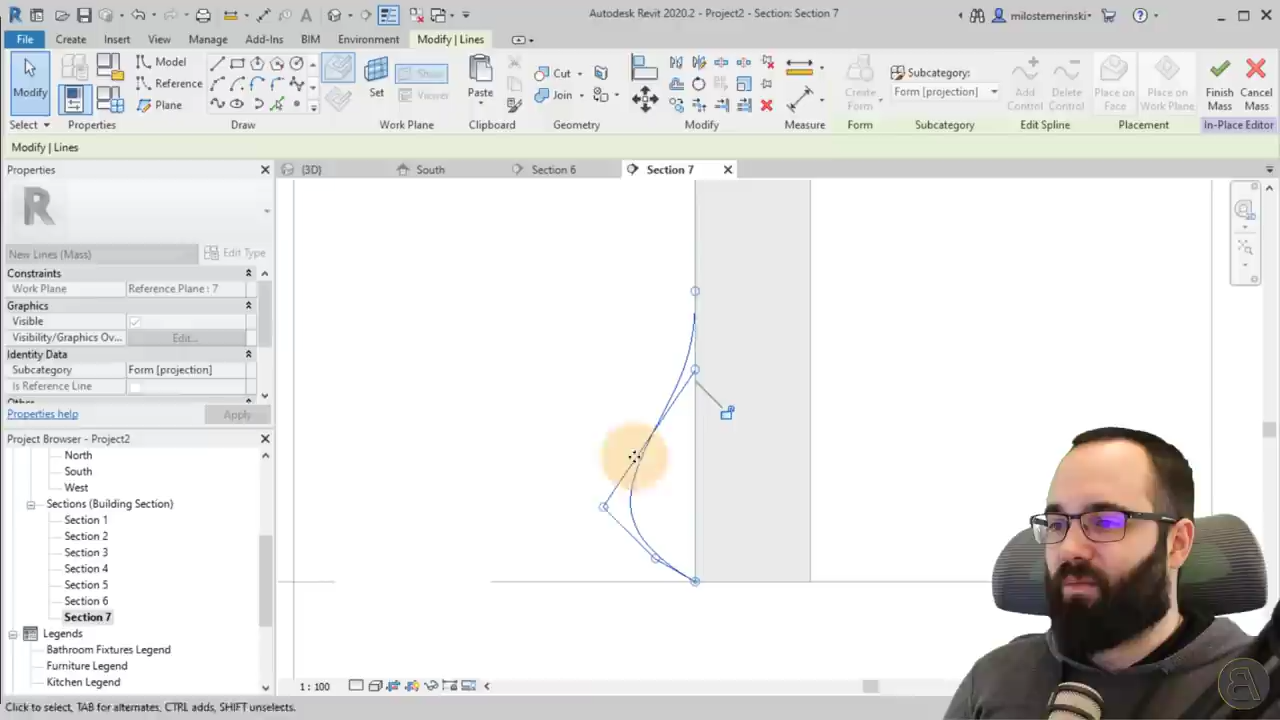 Autodesk Revit 2020.2 - Project2 - Section: Section 7
milostemerinski
File
Create
Insert
View
Manage
Add-Ins
BIM
Environment
Modify | Lines
Modify
Model
Reference
Plane
Set
Show
Viewer
Paste
Cut
Join
Create
Form
Subcategory:
Form [projection]
Add
Control
Delete
Control
Place on
Face
Place on
Work Plane
Finish
Mass
Cancel
Mass
Select
Properties
Draw
Work Plane
Clipboard
Geometry
Modify
Measure
Form
Subcategory
Edit Spline
Placement
In-Place Editor
Modify | Lines
Properties
(3D)
South
Section 6
Section 7
New Lines (Mass)
Edit Type
Constraints
Work Plane
Reference Plane : 7
Graphics
Visible
Visibility/Graphics Ov...
Edit...
Identity Data
Subcategory
Form [projection]
Is Reference Line
Properties help
Apply
Project Browser - Project2
North
South
West
Sections (Building Section)
Section 1
Section 2
Section 3
Section 4
Section 5
Section 6
Section 7
Legends
Bathroom Fixtures Legend
Furniture Legend
Kitchen Legend
1 : 100
Click to select, TAB for alternates, CTRL adds, SHIFT unselects.